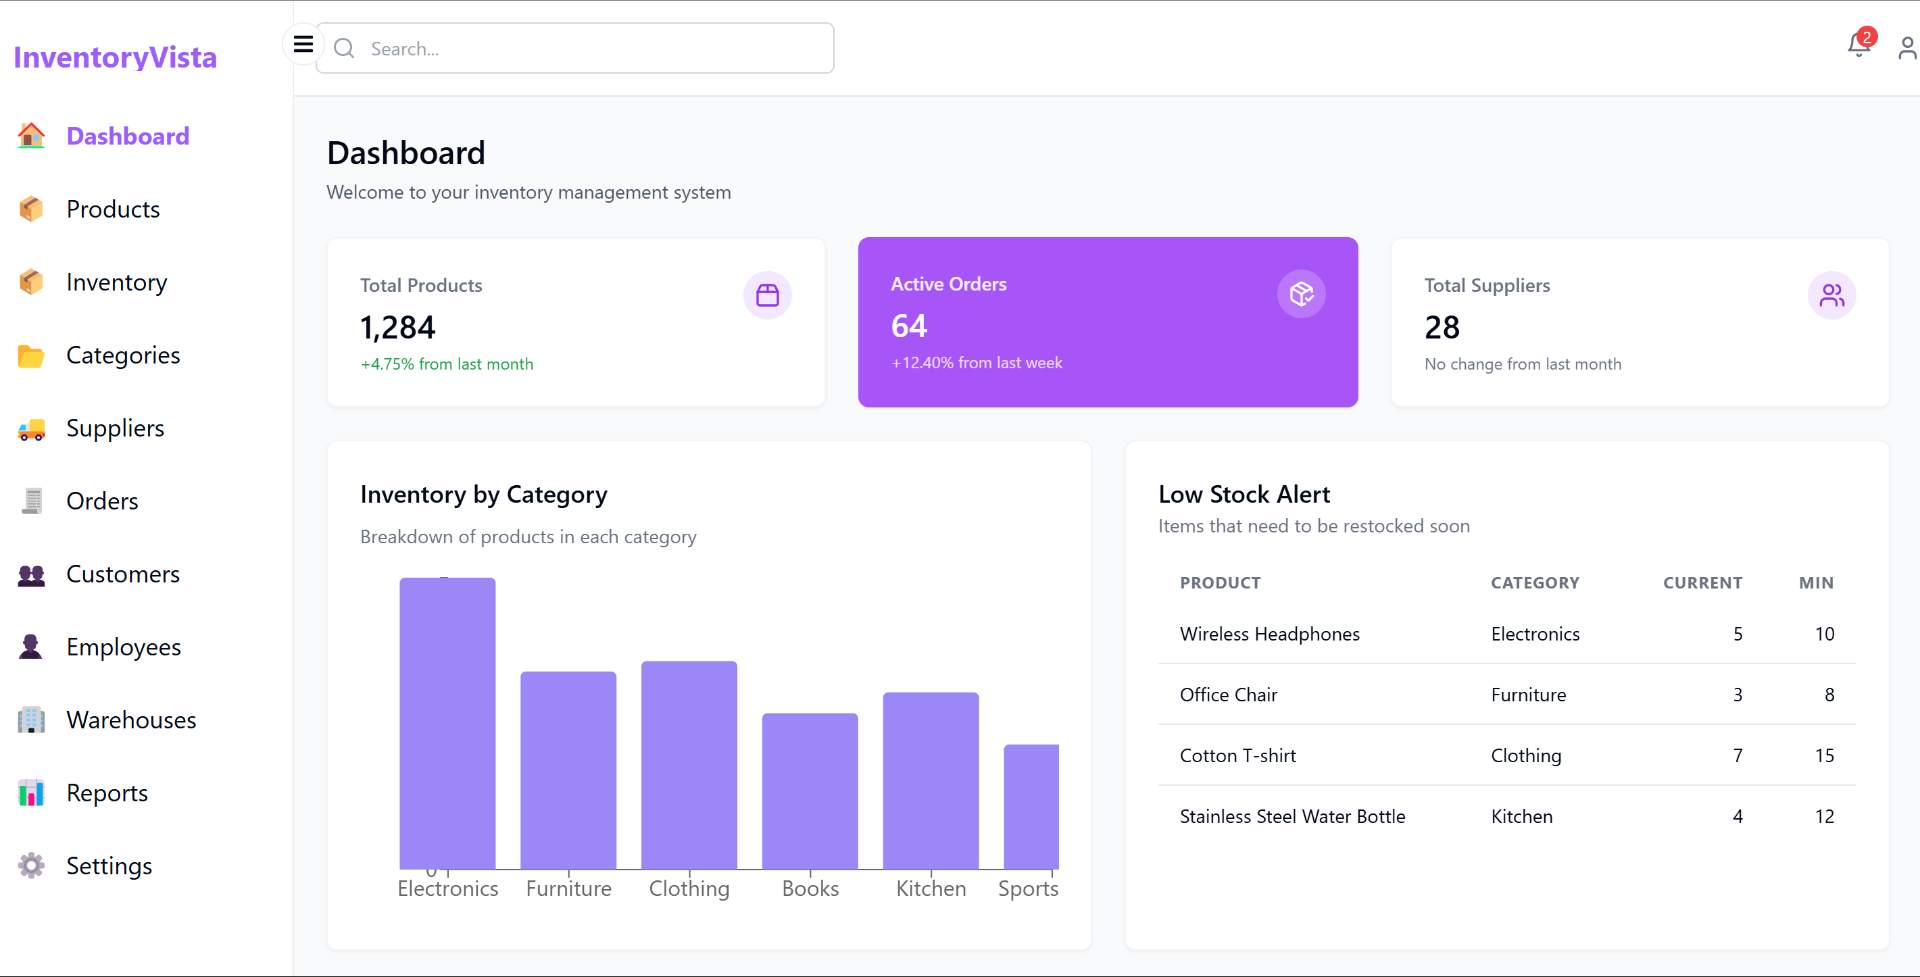 InventoryVista
Search...
2
Dashboard
Products
Inventory
Categories
Suppliers
Orders
Customers
Employees
Warehouses
Reports
Settings
Dashboard
Welcome to your inventory management system
Total Products
1,284
+4.75% from last month
Active Orders
64
+12.40% from last week
Total Suppliers
28
No change from last month
Inventory by Category
Breakdown of products in each category
0
Electronics Furniture Clothing Books Kitchen Sports
Low Stock Alert
Items that need to be restocked soon
PRODUCT CATEGORY CURRENT MIN
Wireless Headphones Electronics 5 10
Office Chair Furniture 3 8
Cotton T-shirt Clothing 7 15
Stainless Steel Water Bottle Kitchen 4 12